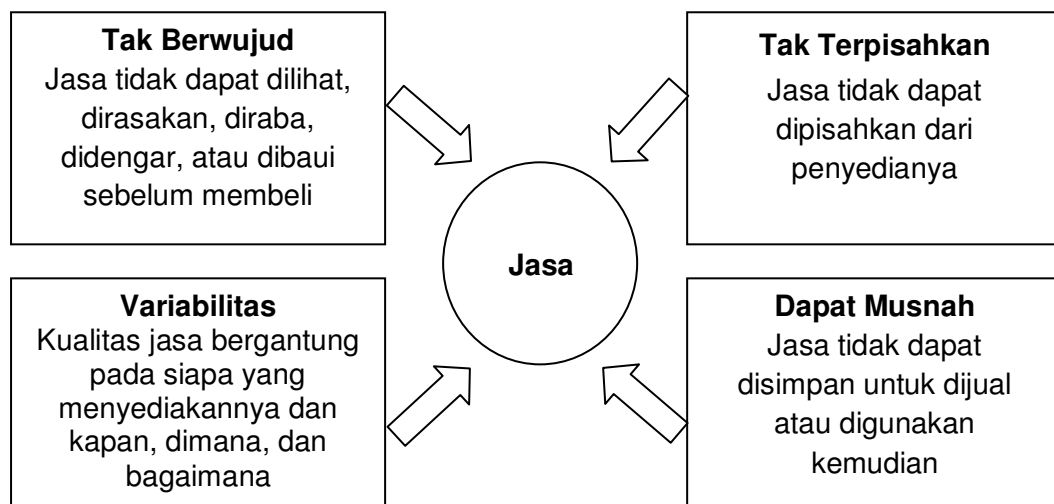 Tak Berwujud
Jasa tidak dapat dilihat,
dirasakan, diraba,
didengar, atau dibaui
sebelum membeli
Tak Terpisahkan
Jasa tidak dapat
dipisahkan dari
penyedianya
Jasa
Variabilitas
Kualitas jasa bergantung
pada siapa yang
menyediakannya dan
kapan, dimana, dan
bagaimana
Dapat Musnah
Jasa tidak dapat
disimpan untuk dijual
atau digunakan
kemudian